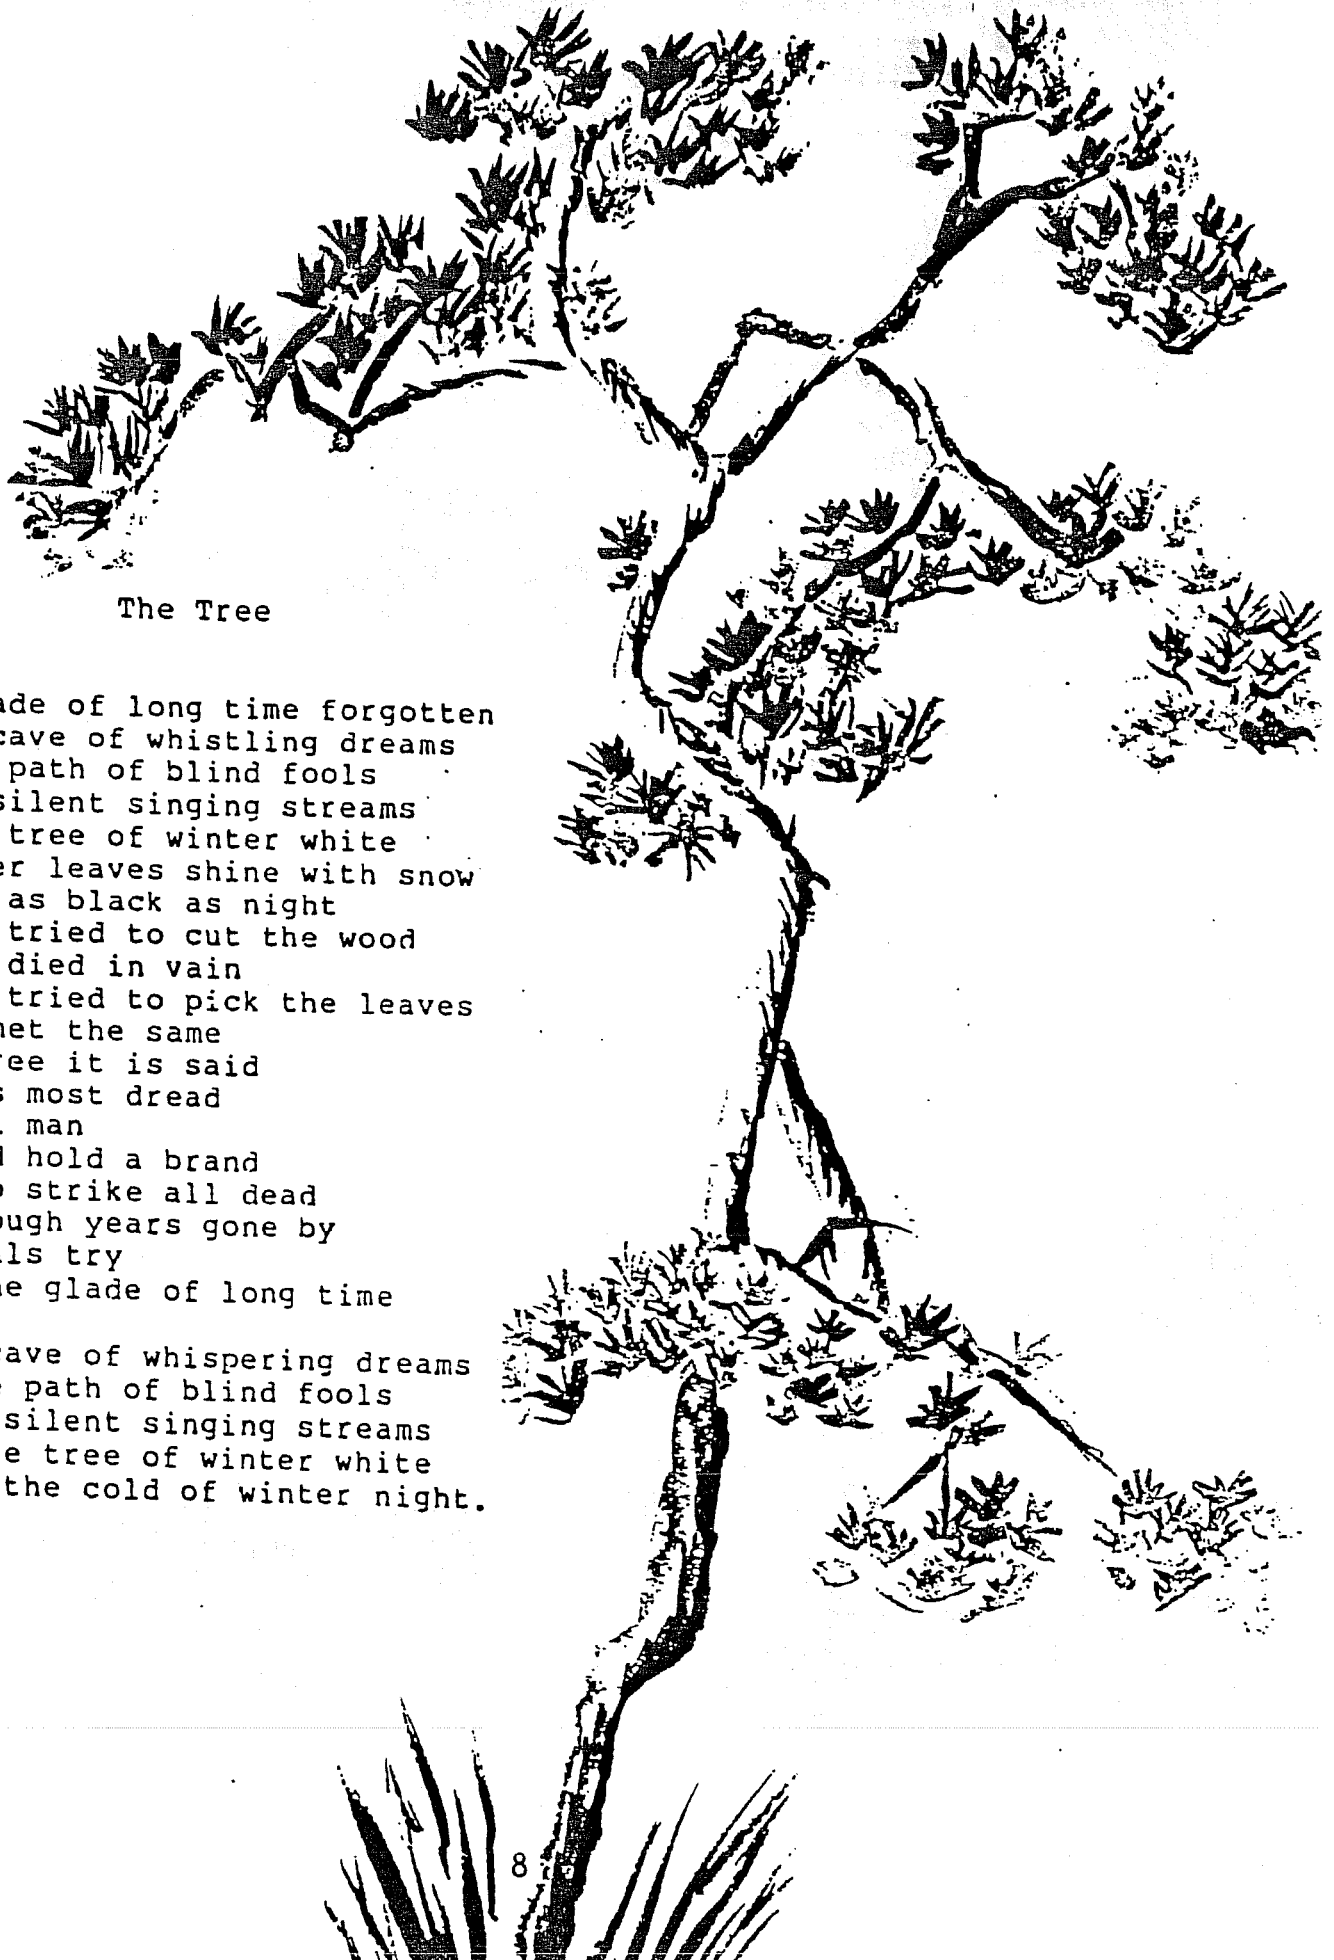 The Tree
ade of long time forgotten
cave of whistling dreams
path of blind fools
silent singing streams
tree of winter white
er leaves shine with snow
as black as night
tried to cut the wood
died in vain
tried to pick the leaves
met the same
ree it is said
s most dread
l man
d hold a brand
o strike all dead
ough years gone by
ls try
he glade of long time
cave of whispering dreams
e path of blind fools
silent singing streams
e tree of winter white
the cold of winter night.
8